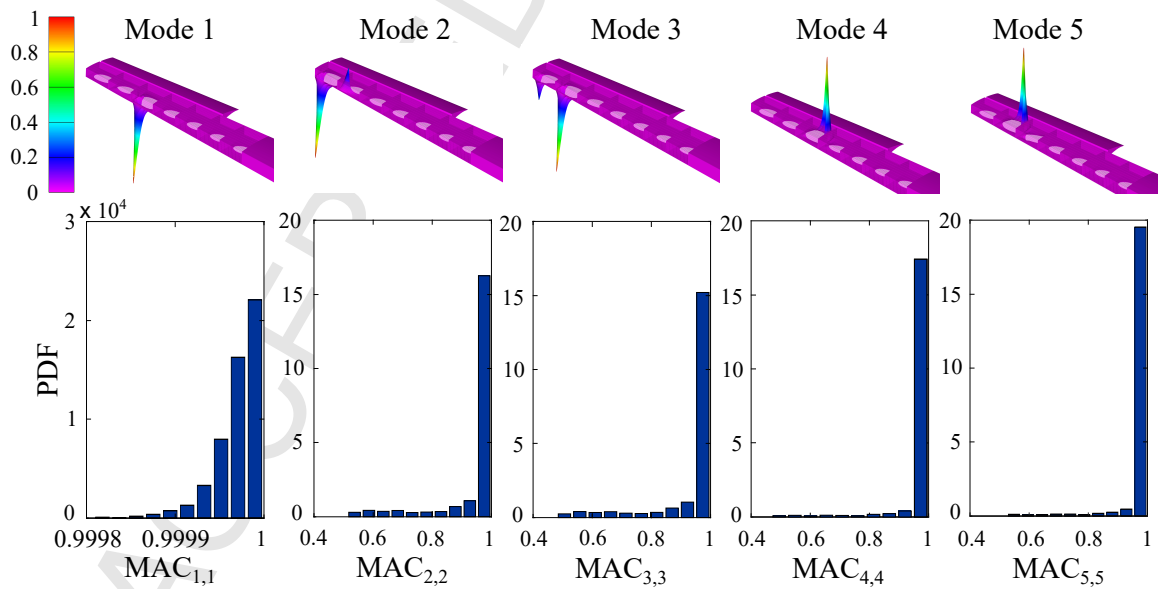 Mode 1 Mode 2 Mode 3 Mode 4 Mode 5
1
0.8
0.6
0.4
0.2
0
3 x 10⁴ 20 20 20 20
2 15 15 15 15
PDF
1 10 10 10 10
5 5 5 5
0 0 0 0 0
0.9998 0.9999 1 0.4 0.6 0.8 1 0.4 0.6 0.8 1 0.4 0.6 0.8 1 0.4 0.6 0.8 1
MAC₁,₁ MAC₂,₂ MAC₃,₃ MAC₄,₄ MAC₅,₅